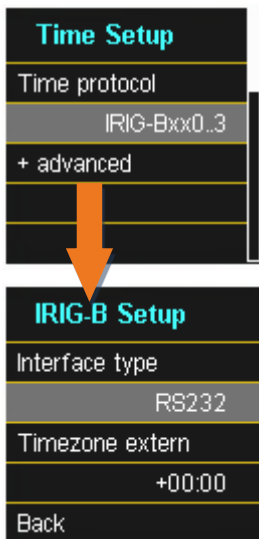 Time Setup
Time protocol
IRIG-Bxx0..3
+ advanced
IRIG-B Setup
Interface type
RS232
Timezone extern
+00:00
Back